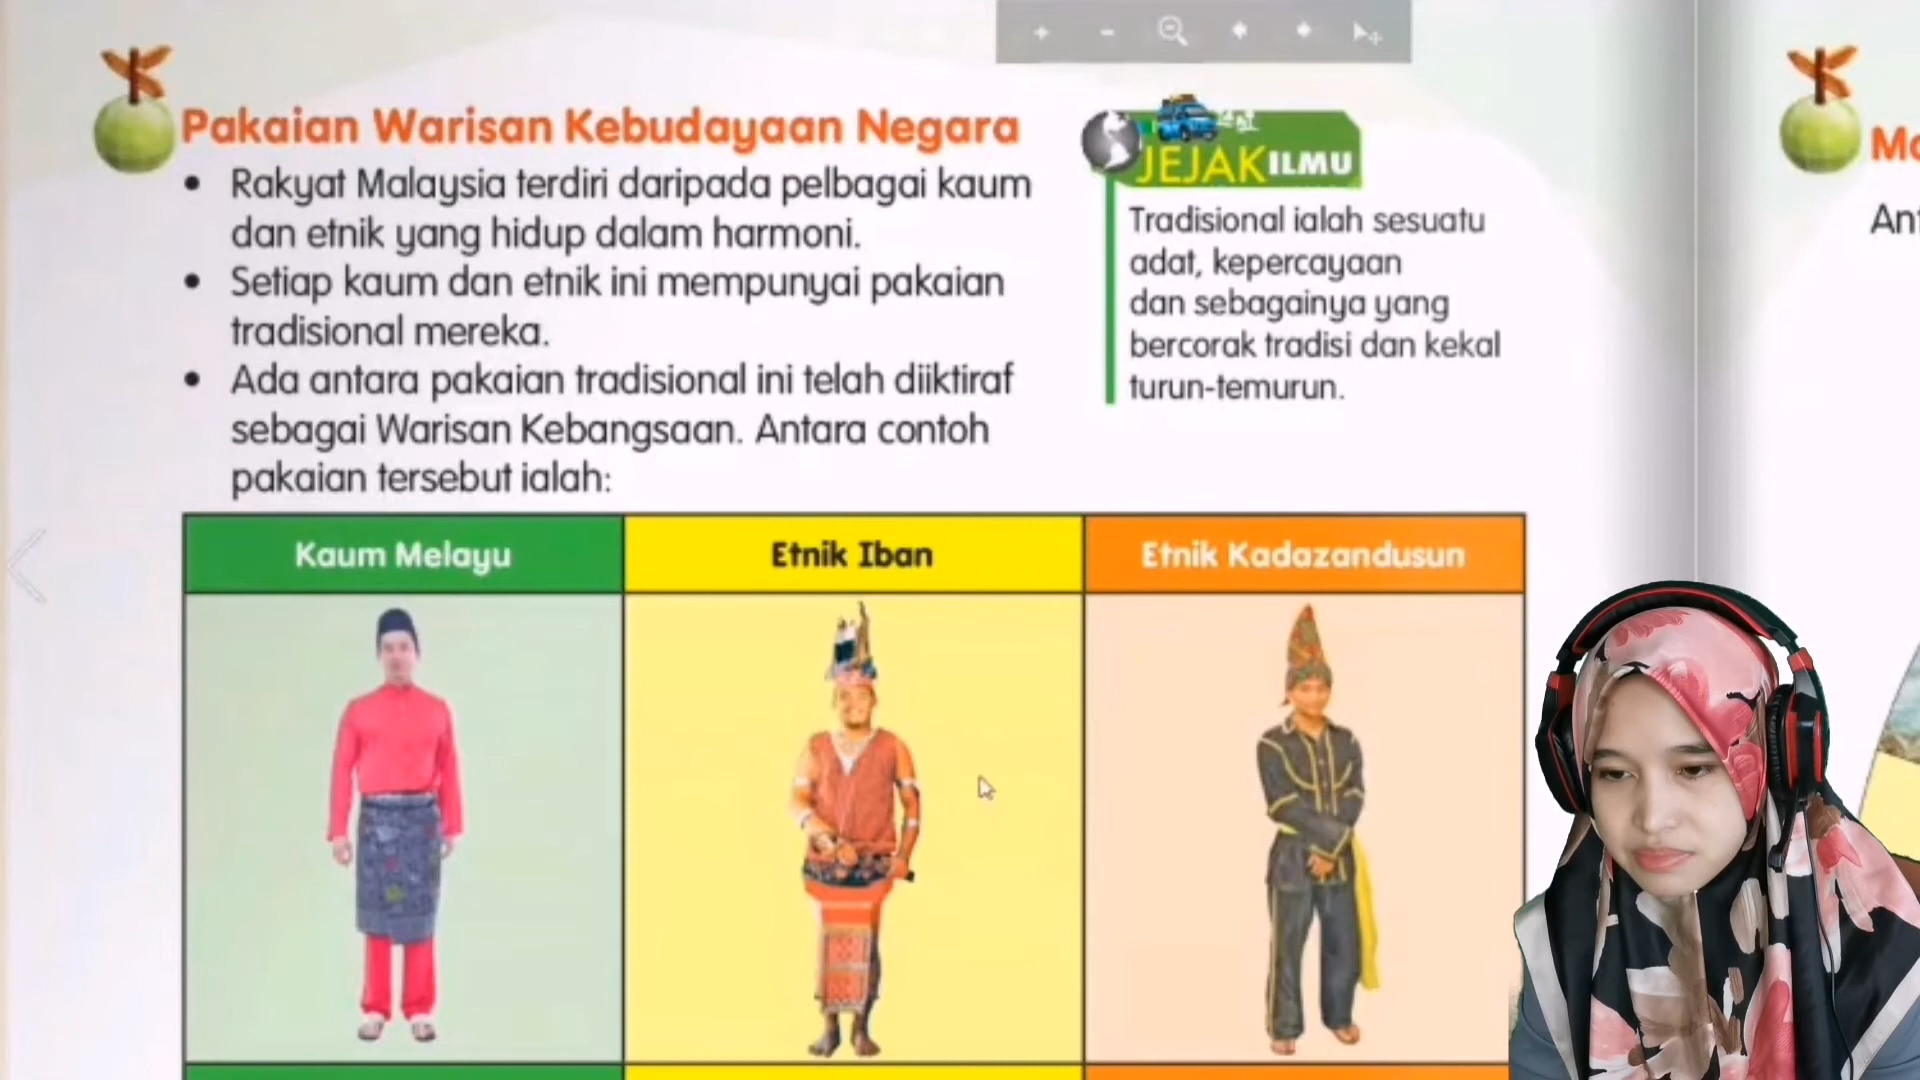 Pakaian Warisan Kebudayaan Negara
• Rakyat Malaysia terdiri daripada pelbagai kaum
dan etnik yang hidup dalam harmoni.
• Setiap kaum dan etnik ini mempunyai pakaian
tradisional mereka.
• Ada antara pakaian tradisional ini telah diiktiraf
sebagai Warisan Kebangsaan. Antara contoh
pakaian tersebut ialah:
JEJAK ILMU
Tradisional ialah sesuatu
adat, kepercayaan
dan sebagainya yang
bercorak tradisi dan kekal
turun-temurun.
Kaum Melayu
Etnik Iban
Etnik Kadazandusun